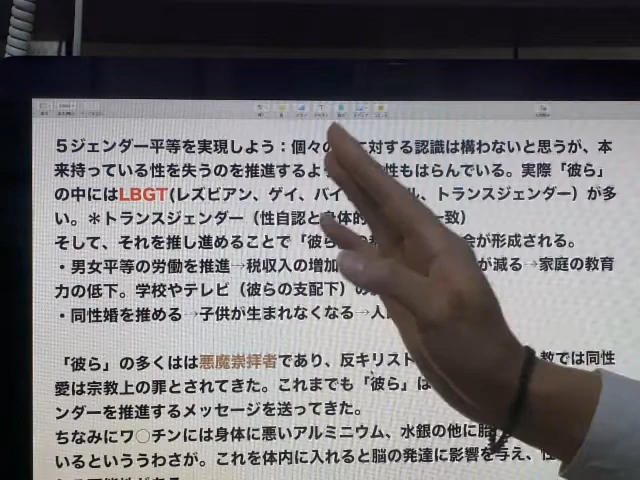 5ジェンダー平等を実現しよう：個々の に対する認識は構わないと思うが、本
来持っている性を失うのを推進するよ 性もはらんでいる。実際「彼ら」
の中にはLBGT(レズビアン、ゲイ、バイ ル、トランスジェンダー）が多
い。＊トランスジェンダー（性自認と身体的 一致）
そして、それを推し進めることで「彼ら 会が形成される。
・男女平等の労働を推進→税収入の増加 が減る→家庭の教育
力の低下。学校やテレビ（彼らの支配下）の
・同性婚を推める→子供が生まれなくなる→人
「彼ら」の多くはは悪魔崇拝者であり、反キリスト 教では同性
愛は宗教上の罪とされてきた。これまでも「彼らは
ンダーを推進するメッセージを送ってきた。
ちなみにワ〇チンには身体に悪いアルミニウム、水銀の他に胎
いるといううわさが。これを体内に入れると脳の発達に影響を与え、